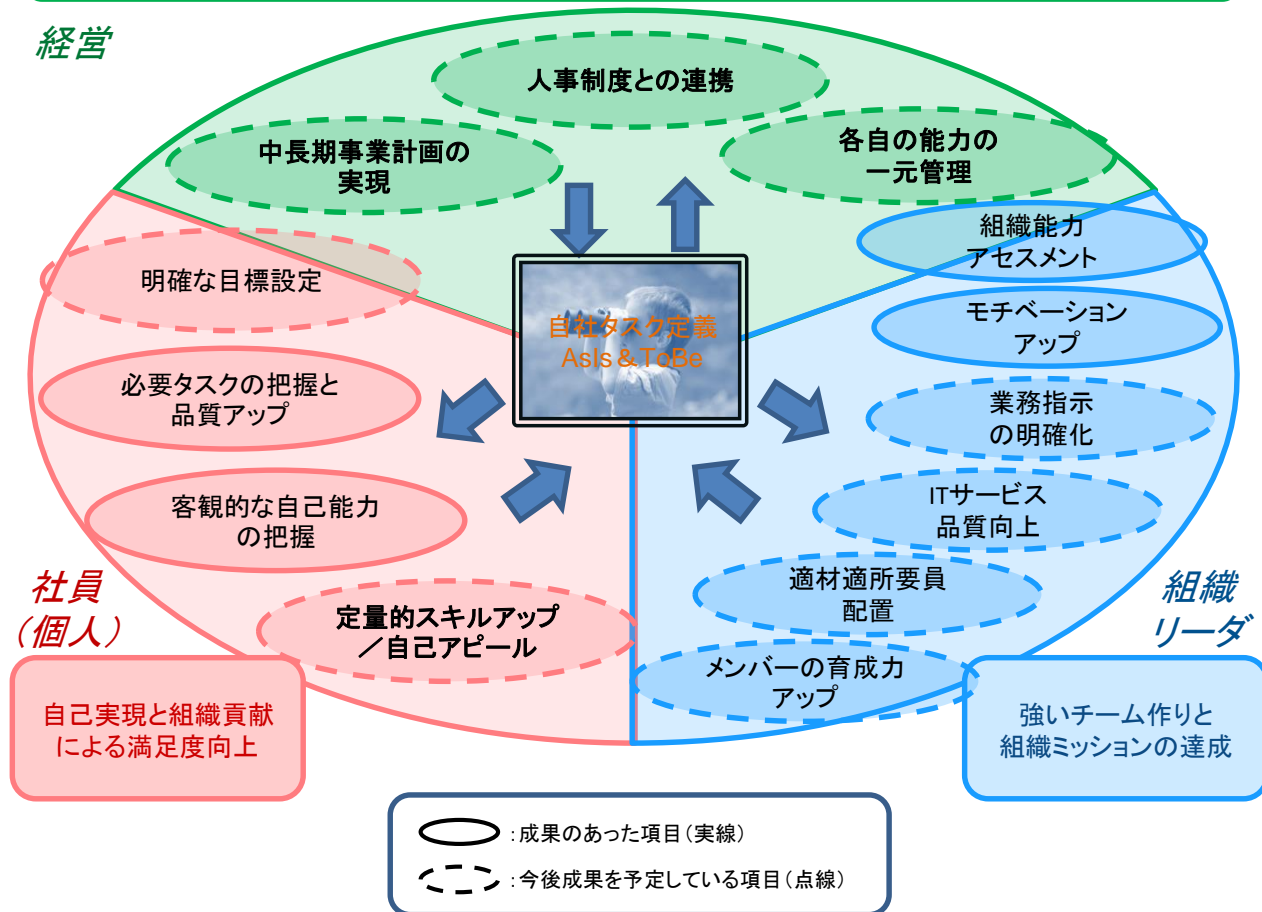 経営
人事制度との連携
中長期事業計画の
実現
各自の能力の
一元管理
自社タスク定義
AsIs&ToBe
明確な目標設定
必要タスクの把握と
品質アップ
客観的な自己能力
の把握
定量的スキルアップ
/自己アピール
組織能力
アセスメント
モチベーション
アップ
業務指示
の明確化
ITサービス
品質向上
適材適所要員
配置
メンバーの育成力
アップ
社員
(個人)
自己実現と組織貢献
による満足度向上
組織
リーダ
強いチーム作りと
組織ミッションの達成
:成果のあった項目(実線)
:今後成果を予定している項目(点線)